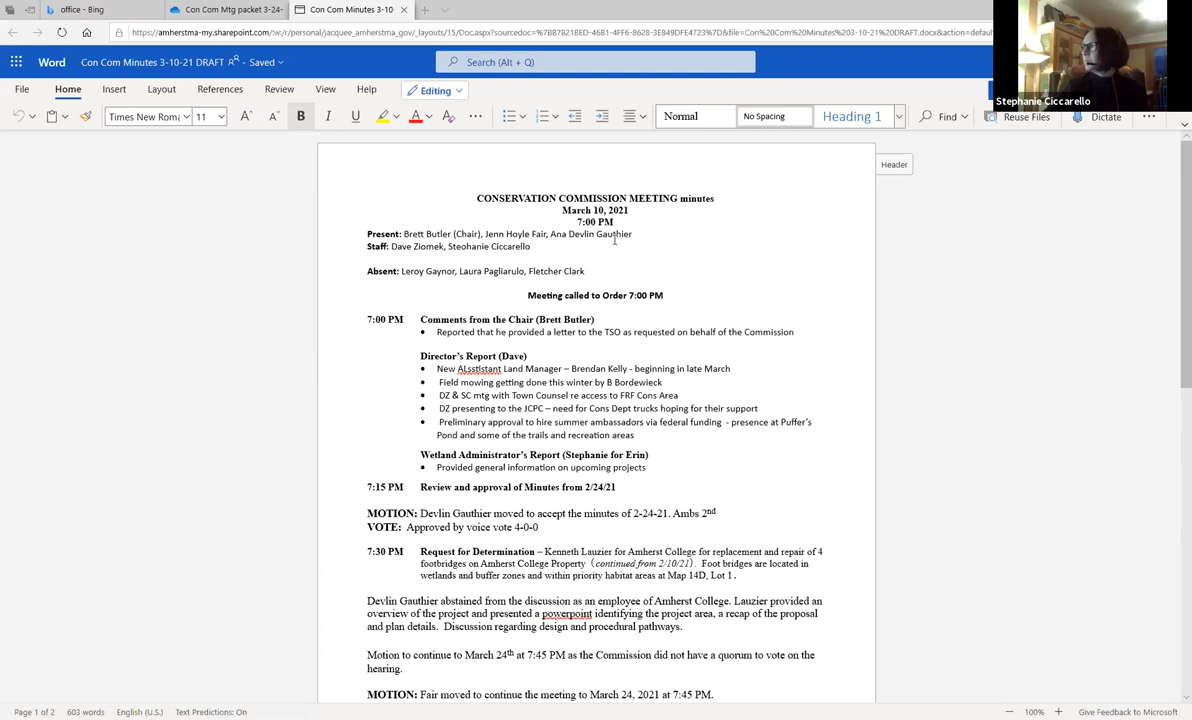 office - Bing
Con Com Mtg packet 3-24-
Con Com Minutes 3-10-
https://amherstma-my.sharepoint.com/:w:/r/personal/jacquee_amherstma_gov/_layouts/15/Doc.aspx?sourcedoc=%7BB7821BED-46B1-4FF6-8628-3E849DFE4723%7D&file=Con%20Com%20Minutes%203-10-21%20DRAFT.docx&action=defaul
Word
Con Com Minutes 3-10-21 DRAFT - Saved
Search (Alt + Q)
Stephanie Ciccarello
File Home Insert Layout References Review View Help Editing
Times New Roma 11 A A B I U A A Normal No Spacing Heading 1 Find Reuse Files Dictate
Header
CONSERVATION COMMISSION MEETING minutes
March 10, 2021
7:00 PM
Present: Brett Butler (Chair), Jenn Hoyle Fair, Ana Devlin Gauthier
Staff: Dave Ziomek, Steohanie Ciccarello
Absent: Leroy Gaynor, Laura Pagliarulo, Fletcher Clark
Meeting called to Order 7:00 PM
7:00 PM Comments from the Chair (Brett Butler)
• Reported that he provided a letter to the TSO as requested on behalf of the Commission
Director's Report (Dave)
• New ALsstistant Land Manager – Brendan Kelly - beginning in late March
• Field mowing getting done this winter by B Bordewieck
• DZ & SC mtg with Town Counsel re access to FRF Cons Area
• DZ presenting to the JCPC – need for Cons Dept trucks hoping for their support
• Preliminary approval to hire summer ambassadors via federal funding - presence at Puffer's
Pond and some of the trails and recreation areas
Wetland Administrator's Report (Stephanie for Erin)
• Provided general information on upcoming projects
7:15 PM Review and approval of Minutes from 2/24/21
MOTION: Devlin Gauthier moved to accept the minutes of 2-24-21. Ambs 2nd
VOTE: Approved by voice vote 4-0-0
7:30 PM Request for Determination – Kenneth Lauzier for Amherst College for replacement and repair of 4
footbridges on Amherst College Property (continued from 2/10/21). Foot bridges are located in
wetlands and buffer zones and within priority habitat areas at Map 14D, Lot 1.
Devlin Gauthier abstained from the discussion as an employee of Amherst College. Lauzier provided an
overview of the project and presented a powerpoint identifying the project area, a recap of the proposal
and plan details. Discussion regarding design and procedural pathways.
Motion to continue to March 24th at 7:45 PM as the Commission did not have a quorum to vote on the
hearing.
MOTION: Fair moved to continue the meeting to March 24, 2021 at 7:45 PM.
Page 1 of 2 603 words English (U.S.) Text Predictions: On 100% Give Feedback to Microsoft